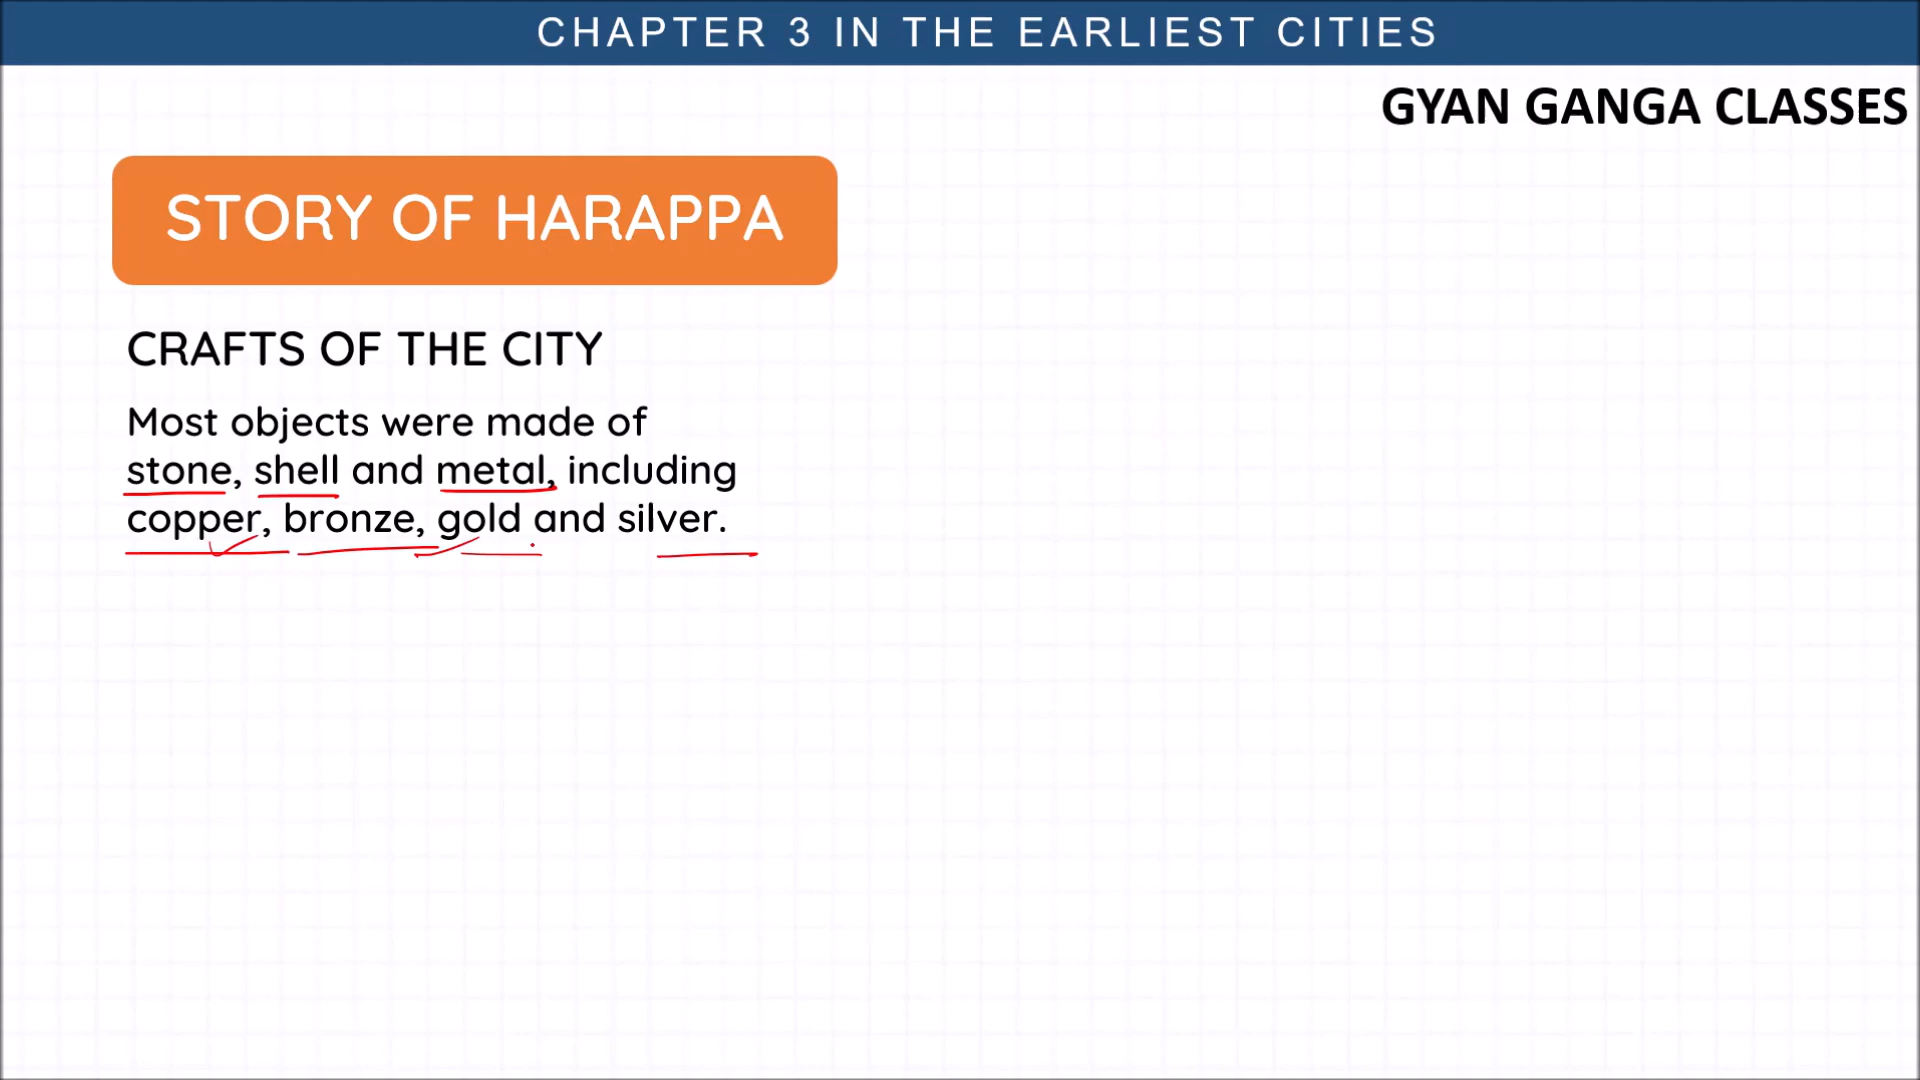 CHAPTER 3 IN THE EARLIEST CITIES
GYAN GANGA CLASSES
STORY OF HARAPPA
CRAFTS OF THE CITY
Most objects were made of
stone, shell and metal, including
copper, bronze, gold and silver.